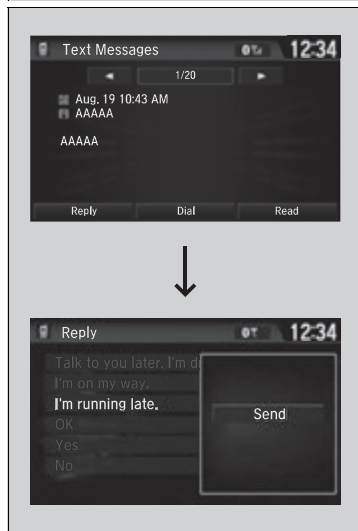 Text Messages 12:34
1/20
Aug. 19 10:43 AM
AAAAA
AAAAA
Reply Dial Read
Reply 12:34
Talk to you later. I'm d
I'm on my way.
I'm running late.
Send
OK
Yes
No